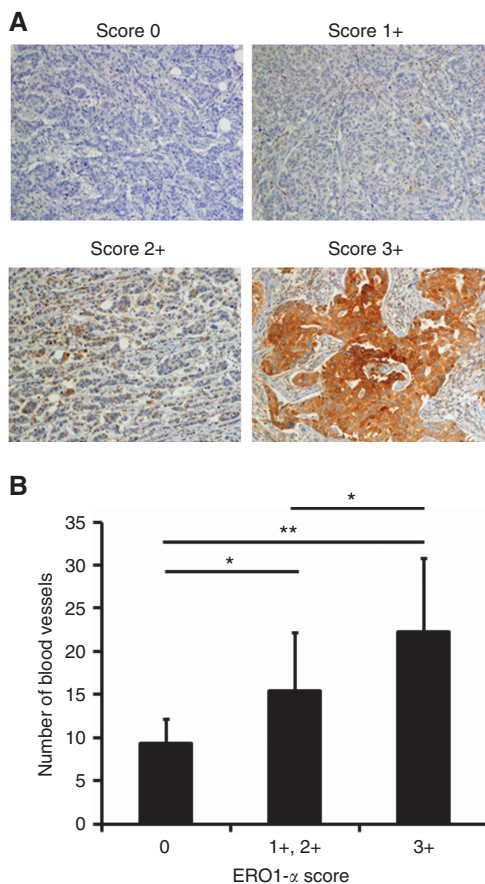 A
Score 0
Score 1+
Score 2+
Score 3+
B
*
**
*
35
30
25
20
15
10
5
0
Number of blood vessels
0
1+, 2+
3+
ERO1-α score